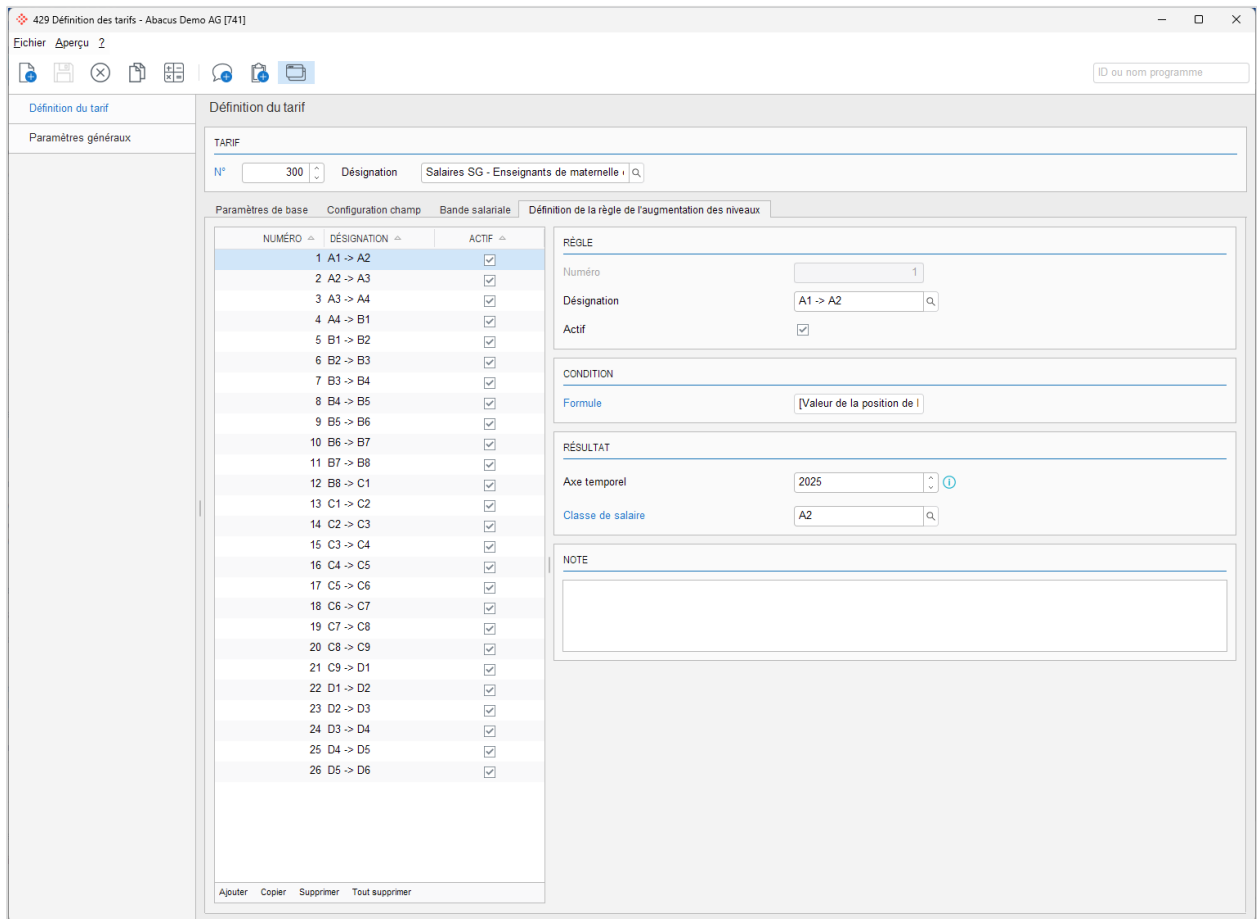 429 Définition des tarifs - Abacus Demo AG [741]
Fichier Aperçu ?
ID ou nom programme
Définition du tarif
Paramètres généraux
Définition du tarif
TARIF
N° 300 Désignation Salaires SG - Enseignants de maternelle
Paramètres de base Configuration champ Bande salariale Définition de la règle de l'augmentation des niveaux
NUMÉRO DÉSIGNATION ACTIF
1 A1 -> A2
2 A2 -> A3
3 A3 -> A4
4 A4 -> B1
5 B1 -> B2
6 B2 -> B3
7 B3 -> B4
8 B4 -> B5
9 B5 -> B6
10 B6 -> B7
11 B7 -> B8
12 B8 -> C1
13 C1 -> C2
14 C2 -> C3
15 C3 -> C4
16 C4 -> C5
17 C5 -> C6
18 C6 -> C7
19 C7 -> C8
20 C8 -> C9
21 C9 -> D1
22 D1 -> D2
23 D2 -> D3
24 D3 -> D4
25 D4 -> D5
26 D5 -> D6
Ajouter Copier Supprimer Tout supprimer
RÈGLE
Numéro 1
Désignation A1 -> A2
Actif
CONDITION
Formule [Valeur de la position de
RÉSULTAT
Axe temporel 2025
Classe de salaire A2
NOTE